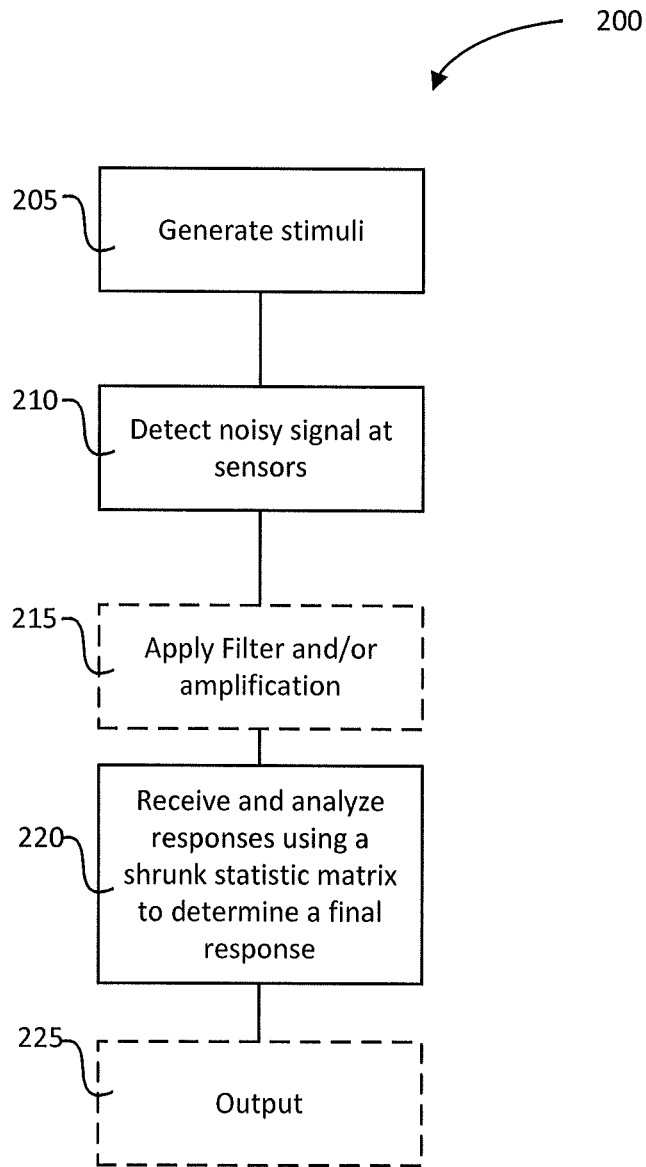 200
205
Generate stimuli
210
Detect noisy signal at
sensors
215
Apply Filter and/or
amplification
220
Receive and analyze
responses using a
shrunk statistic matrix
to determine a final
response
225
Output